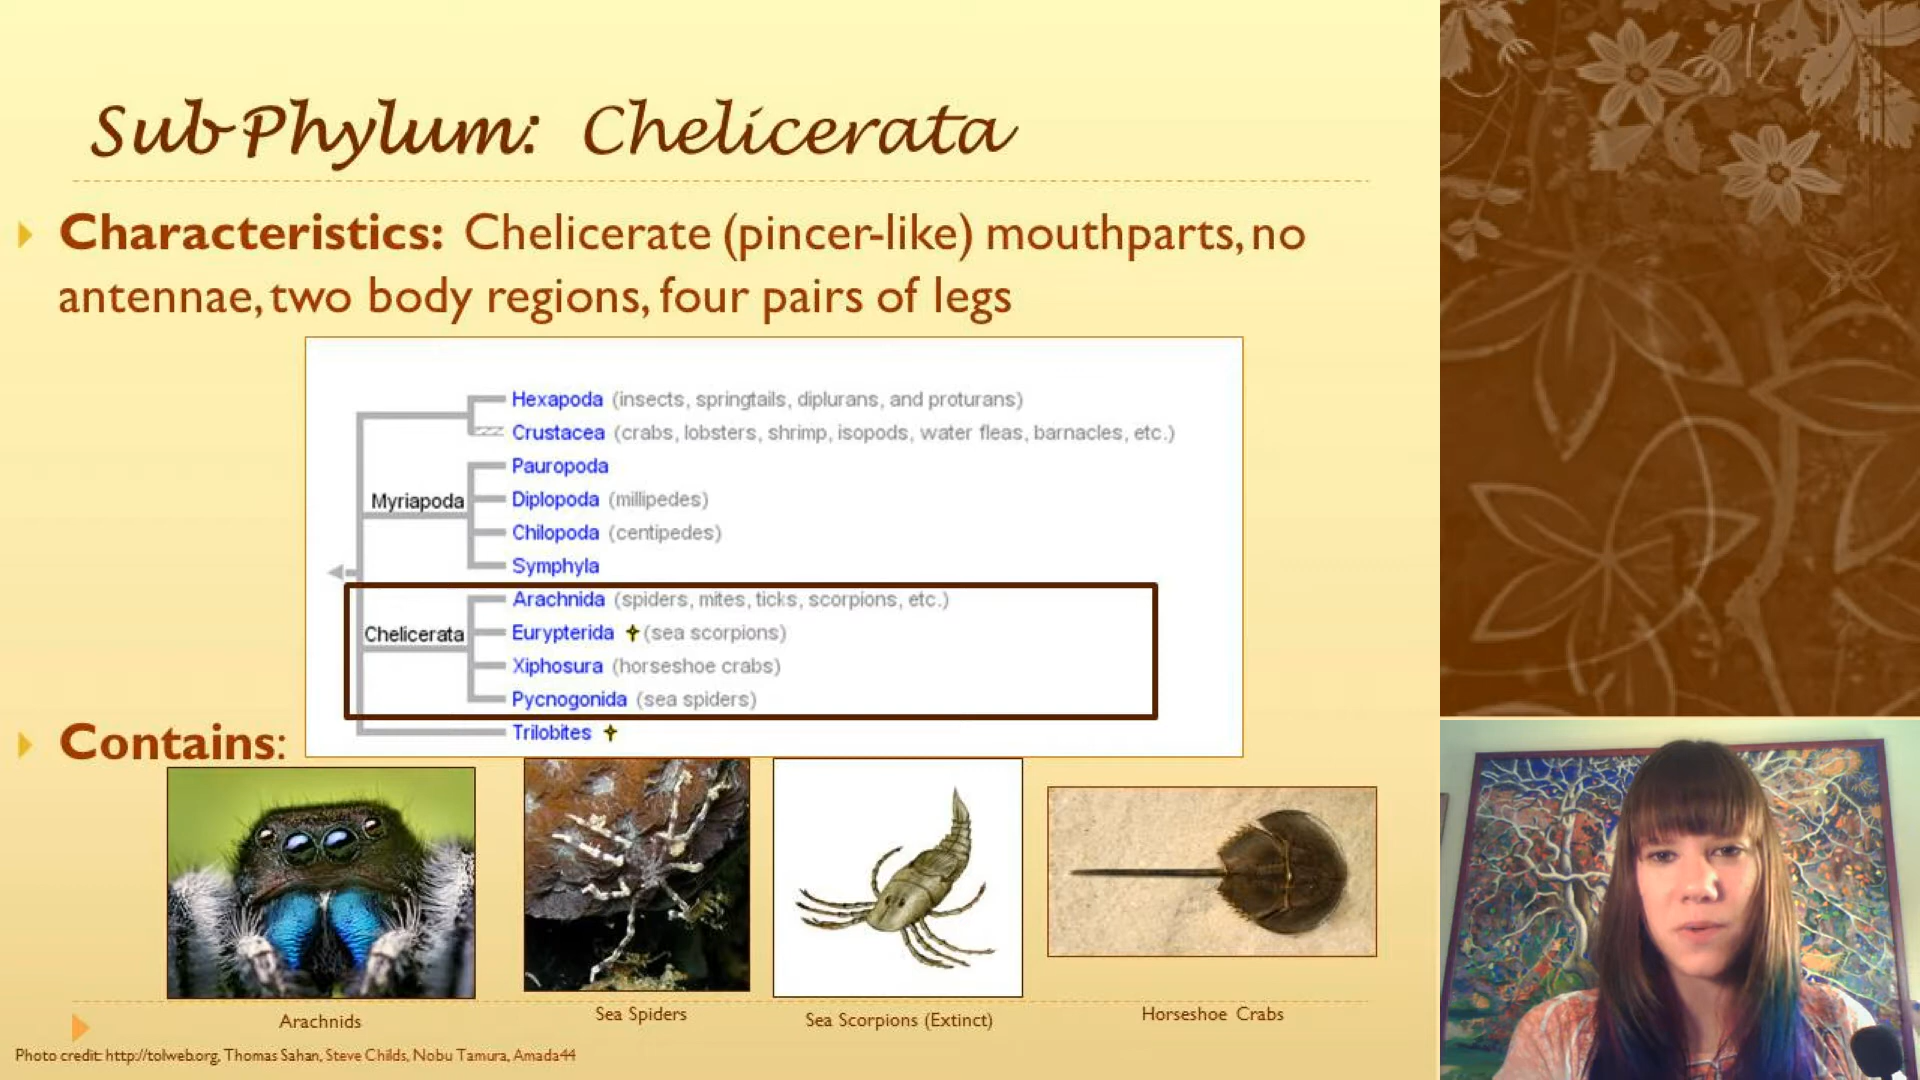 Sub Phylum: Chelicerata
Characteristics: Chelicerate (pincer-like) mouthparts, no
antennae, two body regions, four pairs of legs
Hexapoda (insects, springtails, diplurans, and proturans)
Crustacea (crabs, lobsters, shrimp, isopods, water fleas, barnacles, etc.)
Pauropoda
Myriapoda
Diplopoda (millipedes)
Chilopoda (centipedes)
Symphyla
Arachnida (spiders, mites, ticks, scorpions, etc.)
Chelicerata
Eurypterida (sea scorpions)
Xiphosura (horseshoe crabs)
Pycnogonida (sea spiders)
Trilobites
Contains:
Arachnids
Sea Spiders
Sea Scorpions (Extinct)
Horseshoe Crabs
Photo credit: http://tolweb.org, Thomas Sahan, Steve Childs, Nobu Tamura, Amada44